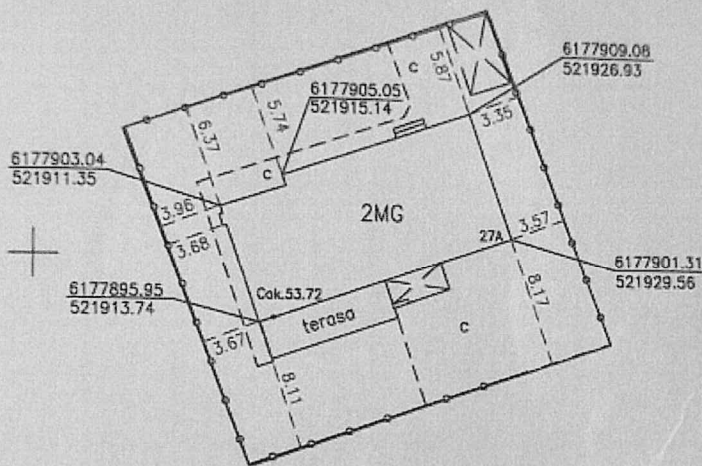 6177909.08
521926.93
c
5.87
6177905.05
521915.14
5.74
6.37
3.35
6177903.04
521911.35
c
3.96
3.68
2MG
27A
3.57
6177901.31
521929.56
6177895.95
521913.74
Cok.53.72
terasa
c
8.17
3.67
8.11